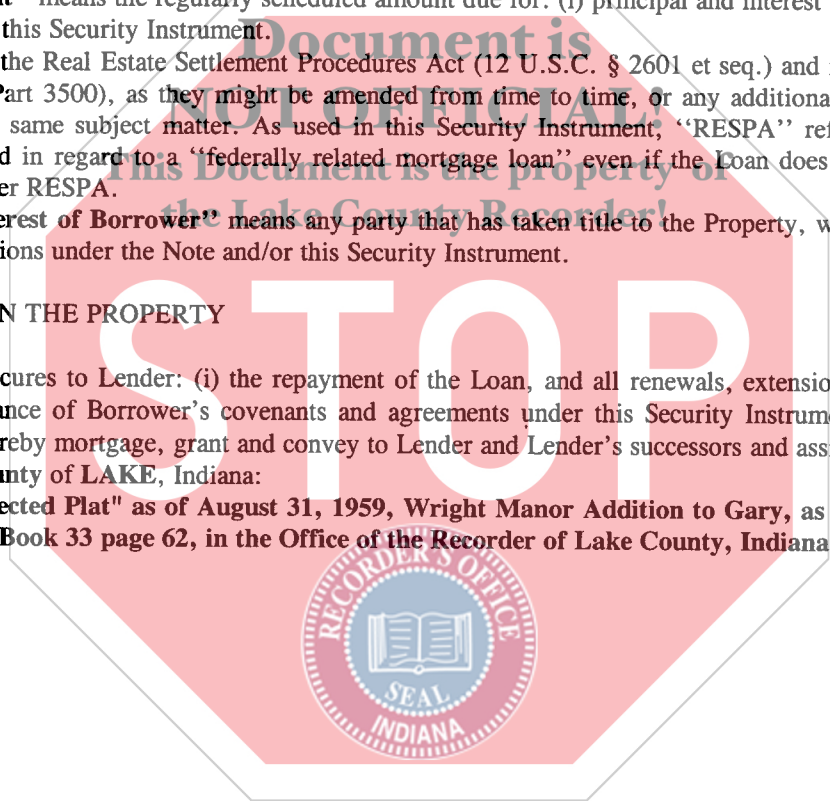 means the regularly scheduled amount due for: (i) principal and interest
this Security Instrument.
Document is
the Real Estate Settlement Procedures Act (12 U.S.C. § 2601 et seq.) and
Part 3500), as they might be amended from time to time, or any additiona
NOT OFFICIAL!
same subject matter. As used in this Security Instrument, “RESPA” ref
d in regard to a “federally related mortgage loan” even if the Loan does
This Document is the property of
er RESPA.
the Lake County Recorder!
erest of Borrower” means any party that has taken title to the Property, w
ions under the Note and/or this Security Instrument.
N THE PROPERTY
STOP
cures to Lender: (i) the repayment of the Loan, and all renewals, extensio
ance of Borrower’s covenants and agreements under this Security Instrum
reby mortgage, grant and convey to Lender and Lender’s successors and ass
unty of LAKE, Indiana:
ected Plat" as of August 31, 1959, Wright Manor Addition to Gary, as
Book 33 page 62, in the Office of the Recorder of Lake County, Indiana
RECORDER'S OFFICE
SEAL
INDIANA